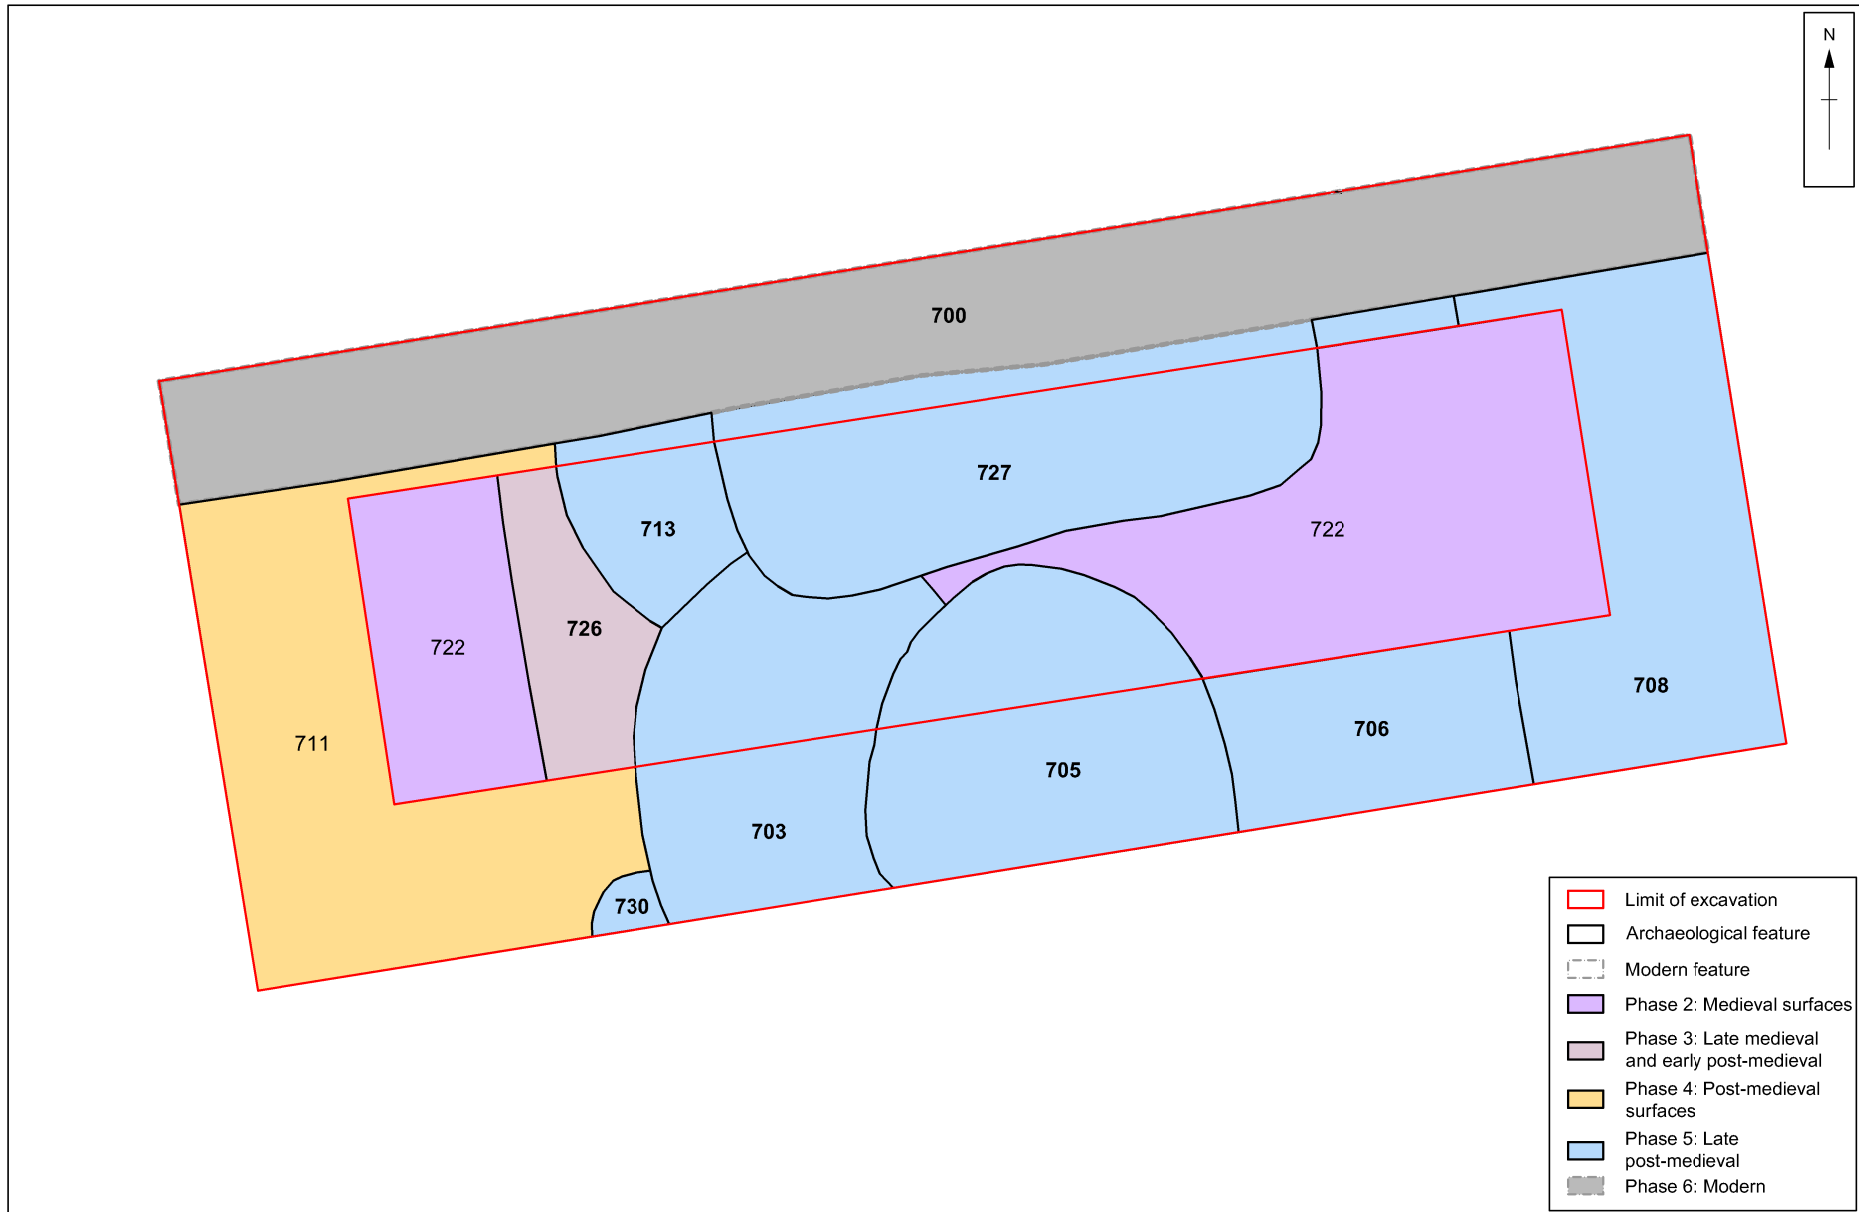 N
700
727
713
722
726
722
708
706
711
705
703
730
Limit of excavation
Archaeological feature
Modern feature
Phase 2: Medieval surfaces
Phase 3: Late medieval
and early post-medieval
Phase 4: Post-medieval
surfaces
Phase 5: Late
post-medieval
Phase 6: Modern